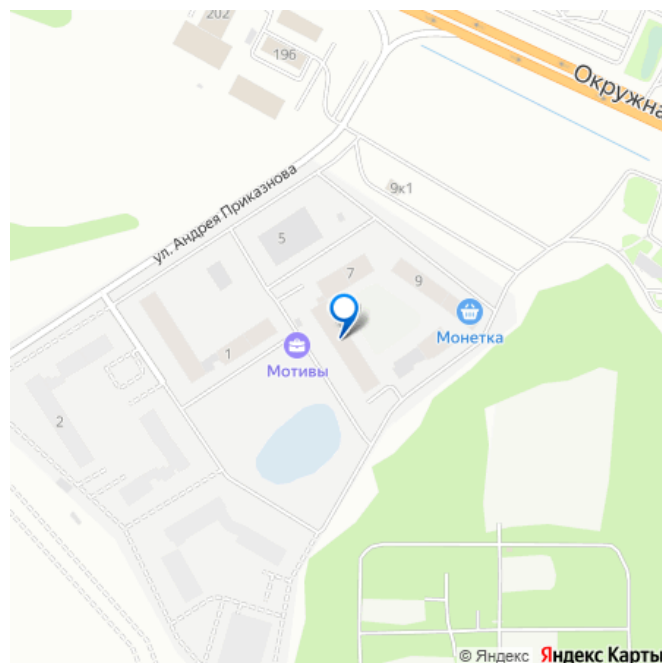 202
196
Окружна
9к1
ул. Андрея Приказнова
5
7
9
Монетка
1
Мотивы
2
© Яндекс Яндекс Карты